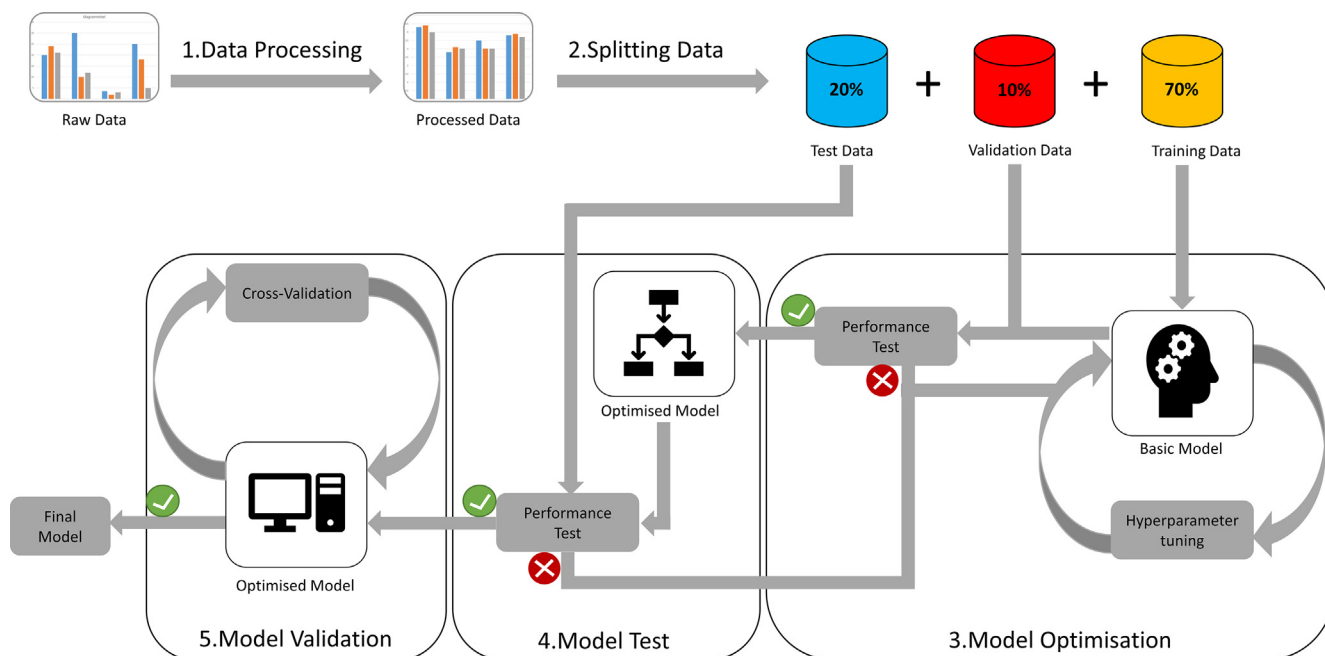 1.Data Processing
2.Splitting Data
20%
10%
70%
Raw Data
Processed Data
Test Data
Validation Data
Training Data
Cross-Validation
Performance
Test
Optimised Model
Basic Model
Final
Model
Performance
Test
Hyperparameter
tuning
Optimised Model
5.Model Validation
4.Model Test
3.Model Optimisation